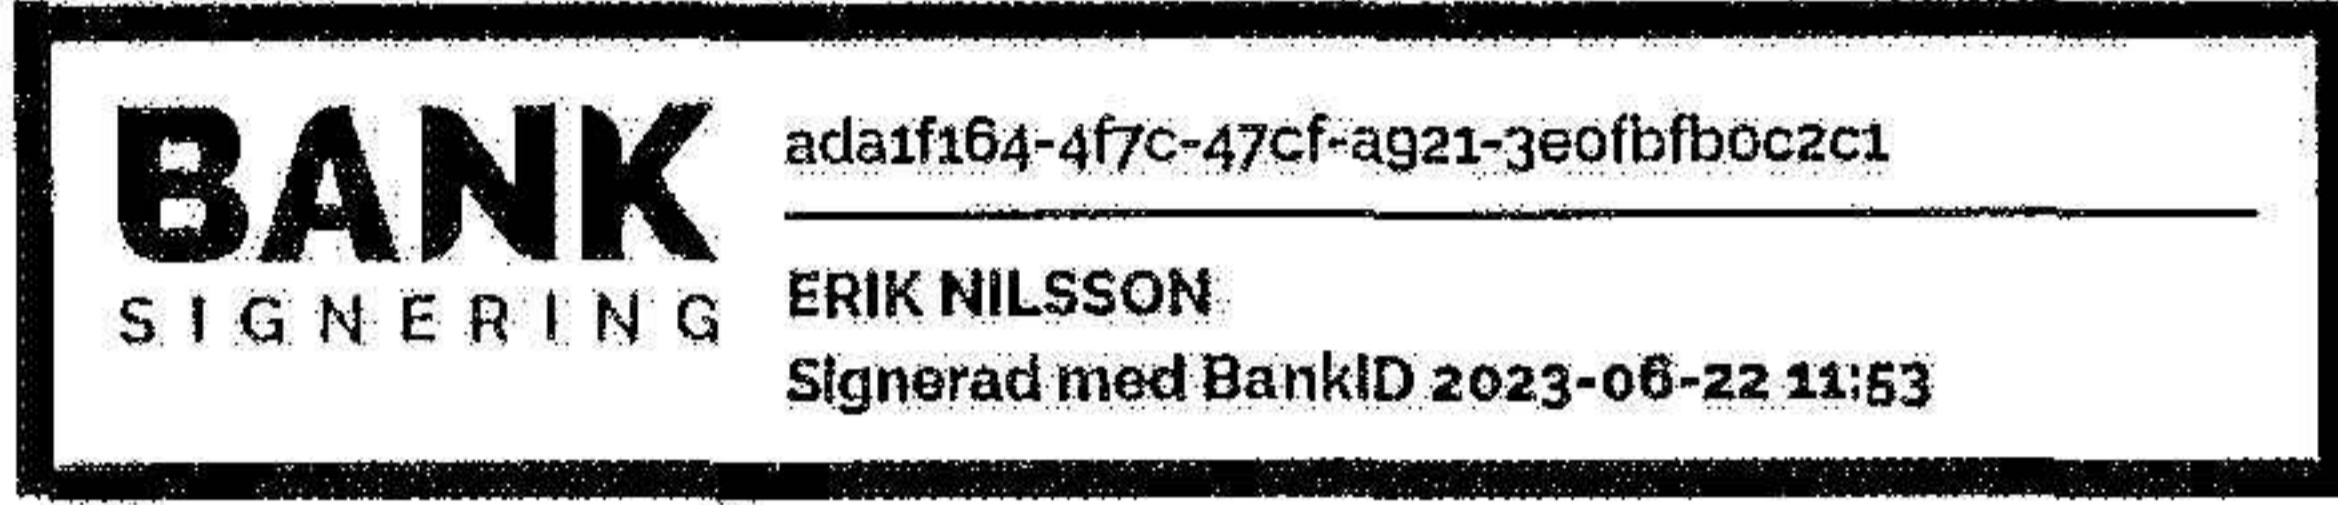 BANK
SIGNERING
ada1f164-4f7c-47cf-a921-3e0fbfb0c2c1
ERIK NILSSON
Signerad med BankID 2023-06-22 11:53